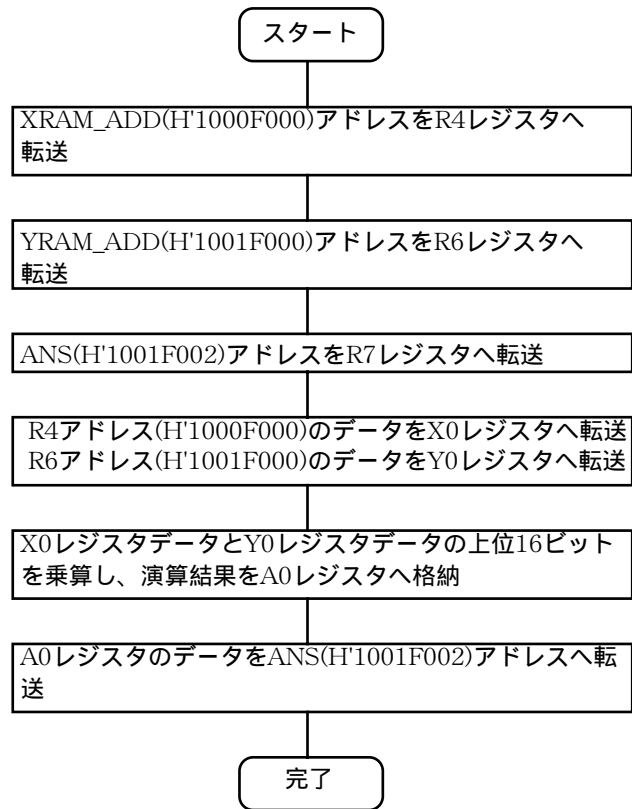 スタート
XRAM_ADD(H'1000F000)アドレスをR4レジスタへ
転送
YRAM_ADD(H'1001F000)アドレスをR6レジスタへ
転送
ANS(H'1001F002)アドレスをR7レジスタへ転送
R4アドレス(H'1000F000)のデータをX0レジスタへ転送
R6アドレス(H'1001F000)のデータをY0レジスタへ転送
X0レジスタデータとY0レジスタデータの上位16ビット
を乗算し、演算結果をA0レジスタへ格納
A0レジスタのデータをANS(H'1001F002)アドレスへ転
送
完了